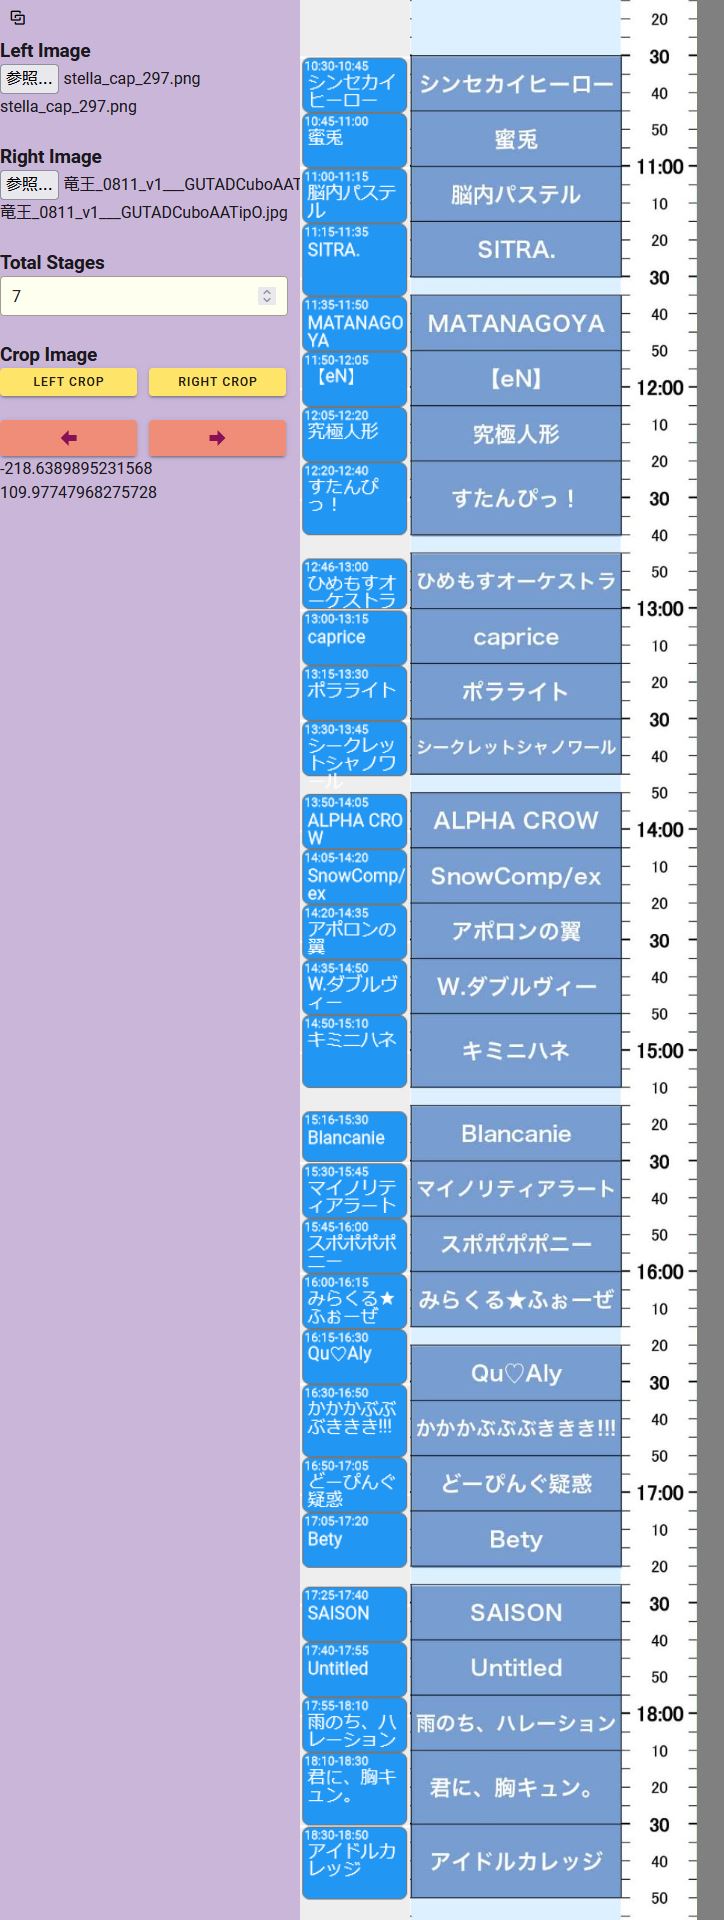 Left Image
参照... stella_cap_297.png
stella_cap_297.png
Right Image
参照... 竜王_0811_v1___GUTADCuboAAT
竜王_0811_v1___GUTADCuboAATipO.jpg
Total Stages
7
Crop Image
LEFT CROP RIGHT CROP
-218.6389895231568
109.97747968275728
10:30-10:45
シンセカイ
ヒーロー
10:45-11:00
蜜兎
11:00-11:15
脳内パステ
ル
11:15-11:35
SITRA.
11:35-11:50
MATANAGO
YA
11:50-12:05
【eN】
12:05-12:20
究極人形
12:20-12:40
すたんぴ
っ！
12:46-13:00
ひめもすオ
ーケストラ
13:00-13:15
caprice
13:15-13:30
ポラライト
13:30-13:45
シークレッ
トシャノワ
ール
13:50-14:05
ALPHA CRO
W
14:05-14:20
SnowComp/
ex
14:20-14:35
アポロンの
翼
14:35-14:50
W.ダブルヴ
ィー
14:50-15:10
キミニハネ
15:16-15:30
Blancanie
15:30-15:45
マイノリテ
ィアラート
15:45-16:00
スポポポポ
ニー
16:00-16:15
みらくる★
ふぉーぜ
16:15-16:30
Qu♡Aly
16:30-16:50
かかかぶぶ
ぶききき!!!
16:50-17:05
どーぴんぐ
疑惑
17:05-17:20
Bety
17:25-17:40
SAISON
17:40-17:55
Untitled
17:55-18:10
雨のち、ハ
レーション
18:10-18:30
君に、胸キ
ュン。
18:30-18:50
アイドルカ
レッジ
シンセカイヒーロー
蜜兎
脳内パステル
SITRA.
MATANAGOYA
【eN】
究極人形
すたんぴっ！
ひめもすオーケストラ
caprice
ポラライト
シークレットシャノワール
ALPHA CROW
SnowComp/ex
アポロンの翼
W.ダブルヴィー
キミニハネ
Blancanie
マイノリティアラート
スポポポポニー
みらくる★ふぉーぜ
Qu♡Aly
かかかぶぶぶききき!!!
どーぴんぐ疑惑
Bety
SAISON
Untitled
雨のち、ハレーション
君に、胸キュン。
アイドルカレッジ
20
30
40
50
11:00
10
20
30
40
50
12:00
10
20
30
40
50
13:00
10
20
30
40
50
14:00
10
20
30
40
50
15:00
10
20
30
40
50
16:00
10
20
30
40
50
17:00
10
20
30
40
50
18:00
10
20
30
40
50